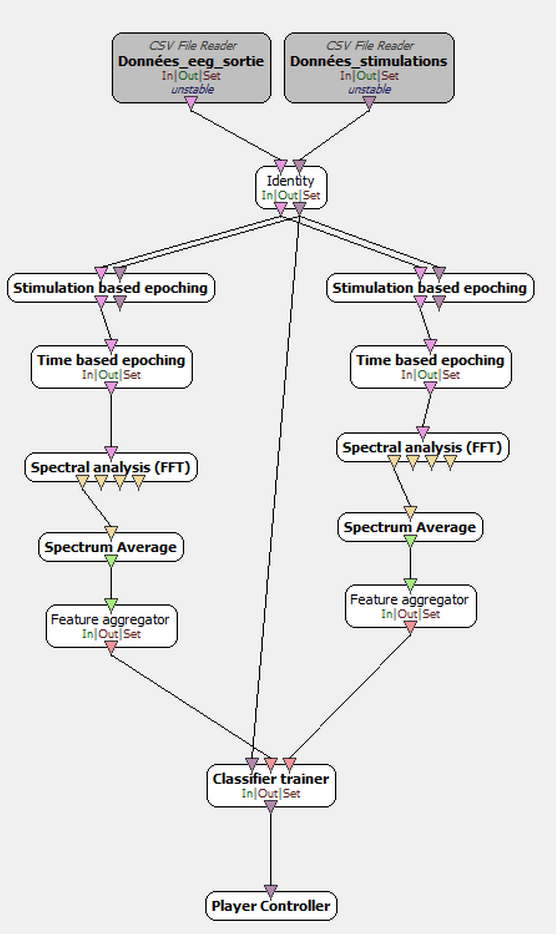 CSV File Reader
Données_eeg_sortie
In|Out|Set
unstable
CSV File Reader
Données_stimulations
In|Out|Set
unstable
Identity
In|Out|Set
Stimulation based epoching
Stimulation based epoching
Time based epoching
In|Out|Set
Time based epoching
In|Out|Set
Spectral analysis (FFT)
Spectral analysis (FFT)
Spectrum Average
Spectrum Average
Feature aggregator
In|Out|Set
Feature aggregator
In|Out|Set
Classifier trainer
In|Out|Set
Player Controller